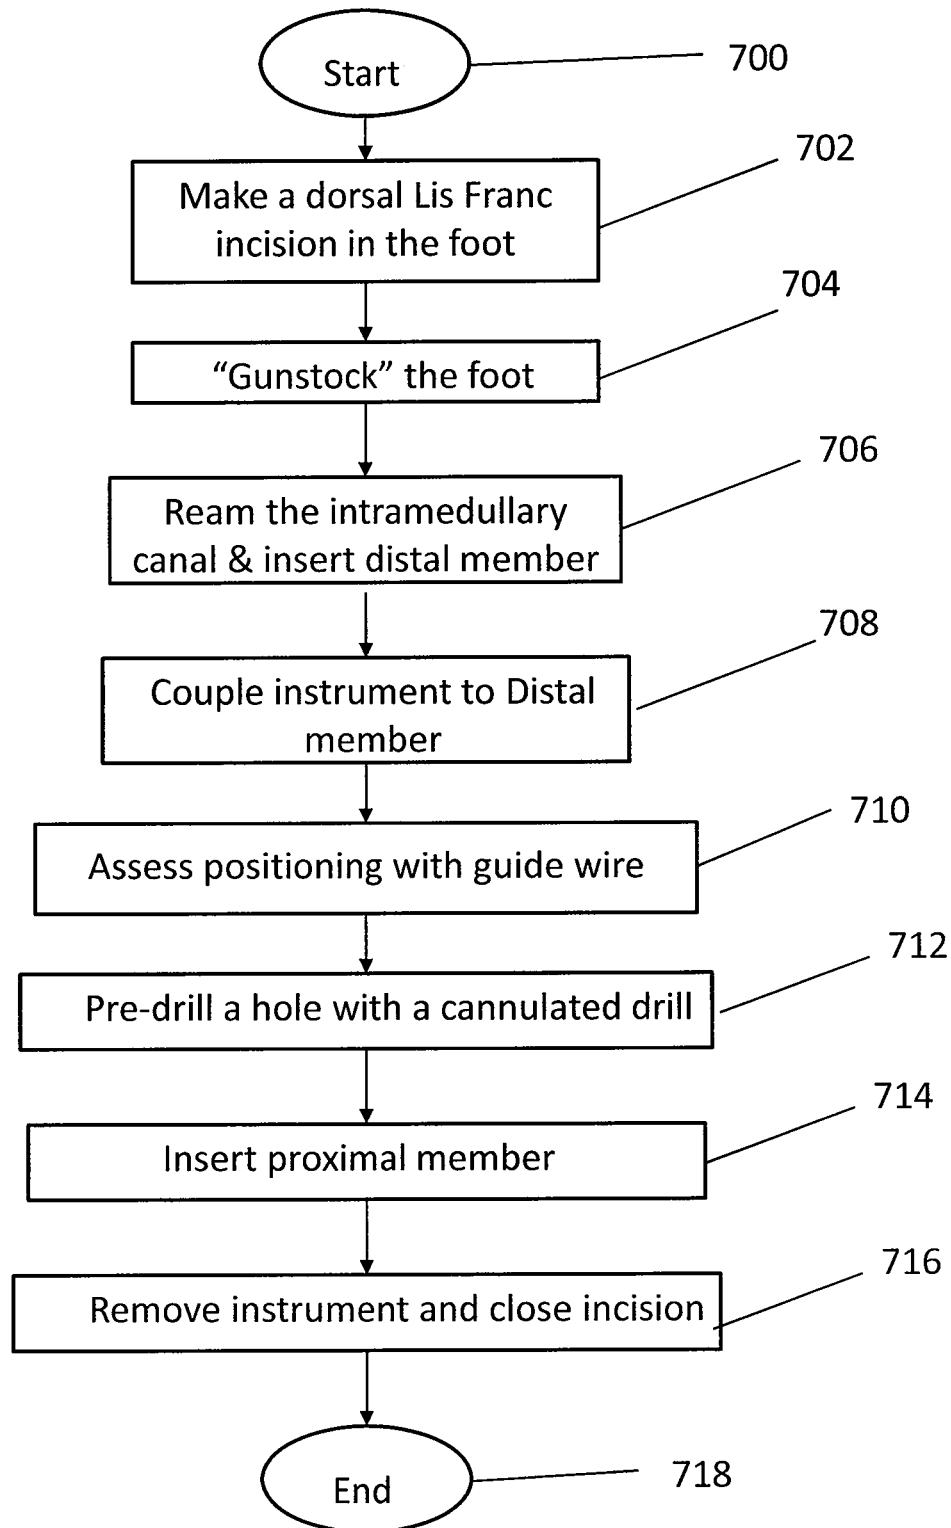 Start
700
702
Make a dorsal Lis Franc
incision in the foot
704
“Gunstock” the foot
706
Ream the intramedullary
canal & insert distal member
708
Couple instrument to Distal
member
710
Assess positioning with guide wire
712
Pre-drill a hole with a cannulated drill
714
Insert proximal member
716
Remove instrument and close incision
End
718